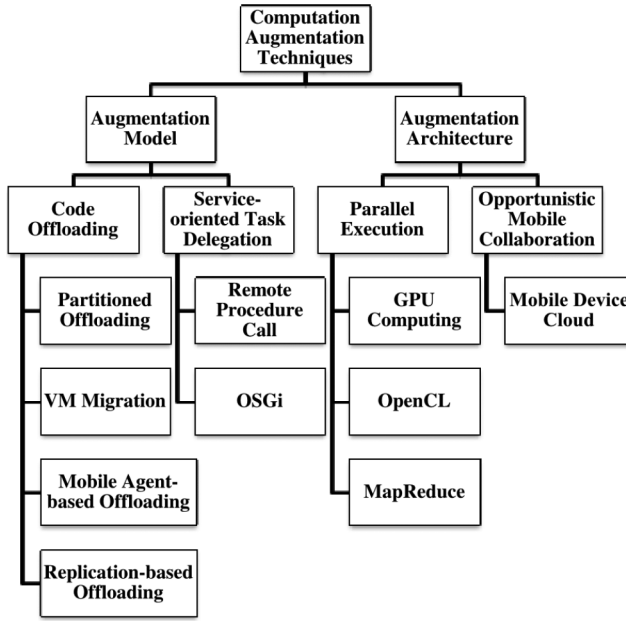 Computation
Augmentation
Techniques
Augmentation
Model
Augmentation
Architecture
Code
Offloading
Service-
oriented Task
Delegation
Parallel
Execution
Opportunistic
Mobile
Collaboration
Partitioned
Offloading
Remote
Procedure
Call
GPU
Computing
Mobile Device
Cloud
VM Migration
OSGi
OpenCL
Mobile Agent-
based Offloading
MapReduce
Replication-based
Offloading